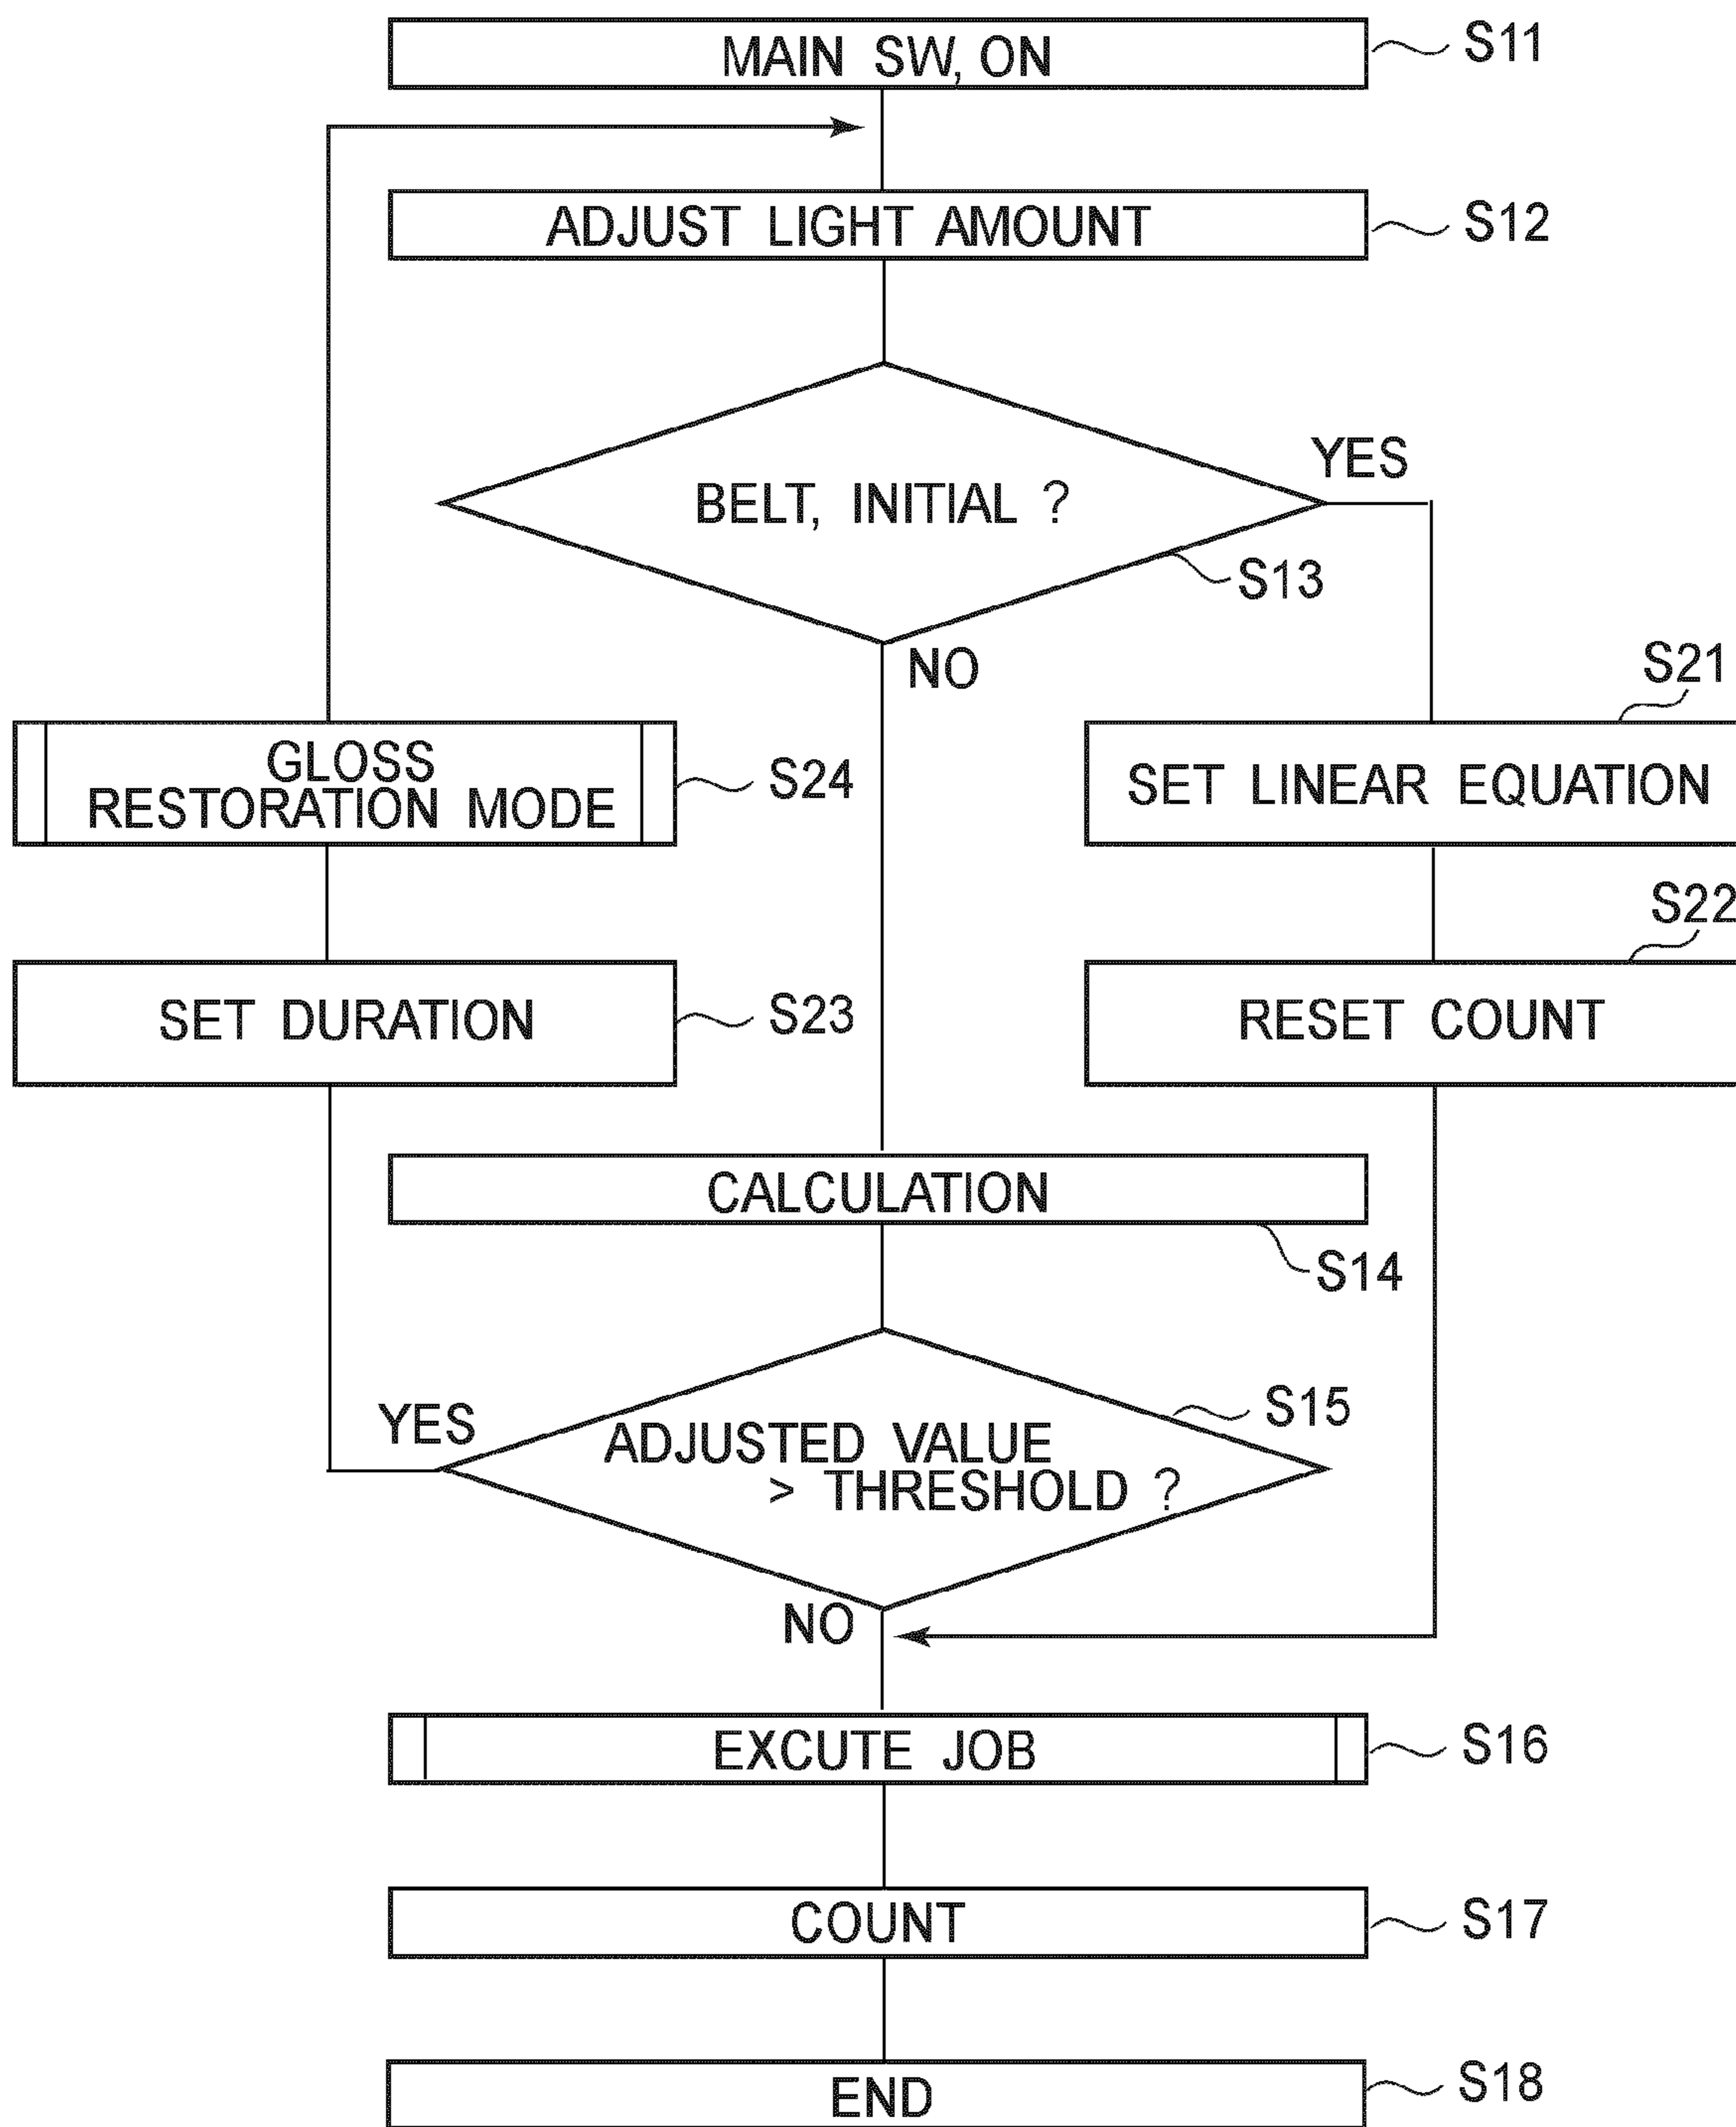 MAIN SW, ON
S11
ADJUST LIGHT AMOUNT
S12
YES
BELT, INITIAL ?
S13
NO
S21
GLOSS
RESTORATION MODE
S24
SET LINEAR EQUATION
S22
SET DURATION
S23
RESET COUNT
CALCULATION
S14
YES
S15
ADJUSTED VALUE
> THRESHOLD ?
NO
EXCUTE JOB
S16
COUNT
S17
END
S18